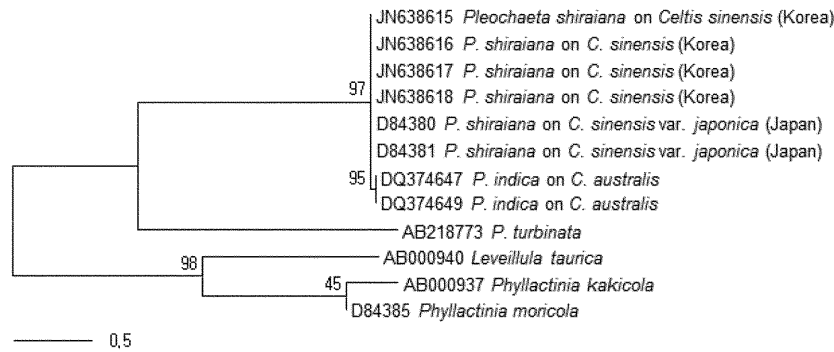 JN638615 Pleochaeta shiraiana on Celtis sinensis (Korea)
JN638616 P. shiraiana on C. sinensis (Korea)
JN638617 P. shiraiana on C. sinensis (Korea)
97
JN638618 P. shiraiana on C. sinensis (Korea)
D84380 P. shiraiana on C. sinensis var. japonica (Japan)
D84381 P. shiraiana on C. sinensis var. japonica (Japan)
95
DQ374647 P. indica on C. australis
DQ374649 P. indica on C. australis
AB218773 P. turbinata
98
AB000940 Leveillula taurica
45
AB000937 Phyllactinia kakicola
D84385 Phyllactinia moricola
0,5